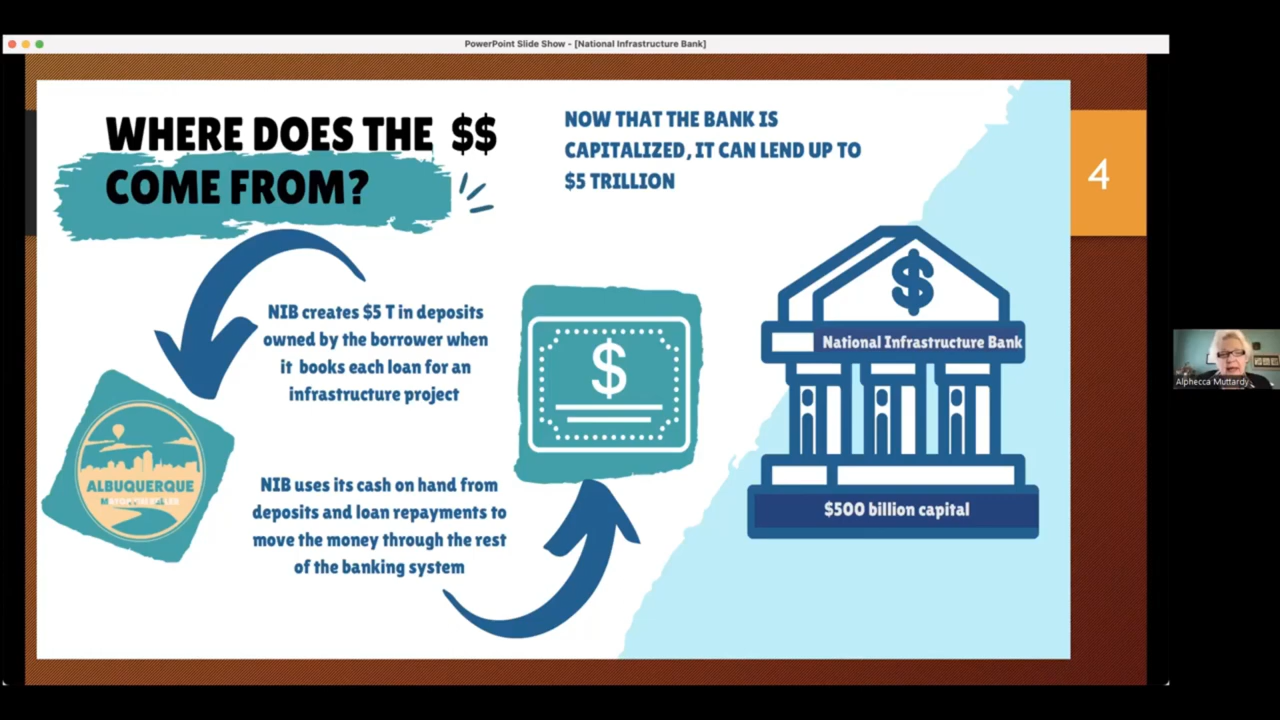 PowerPoint Slide Show - [National Infrastructure Bank]
WHERE DOES THE $$
COME FROM?
NOW THAT THE BANK IS
CAPITALIZED, IT CAN LEND UP TO
$5 TRILLION
4
NIB creates $5 T in deposits
owned by the borrower when
it books each loan for an
infrastructure project
ALBUQUERQUE
NIB uses its cash on hand from
deposits and loan repayments to
move the money through the rest
of the banking system
$
$
National Infrastructure Bank
$500 billion capital
Alphecca Muttardy